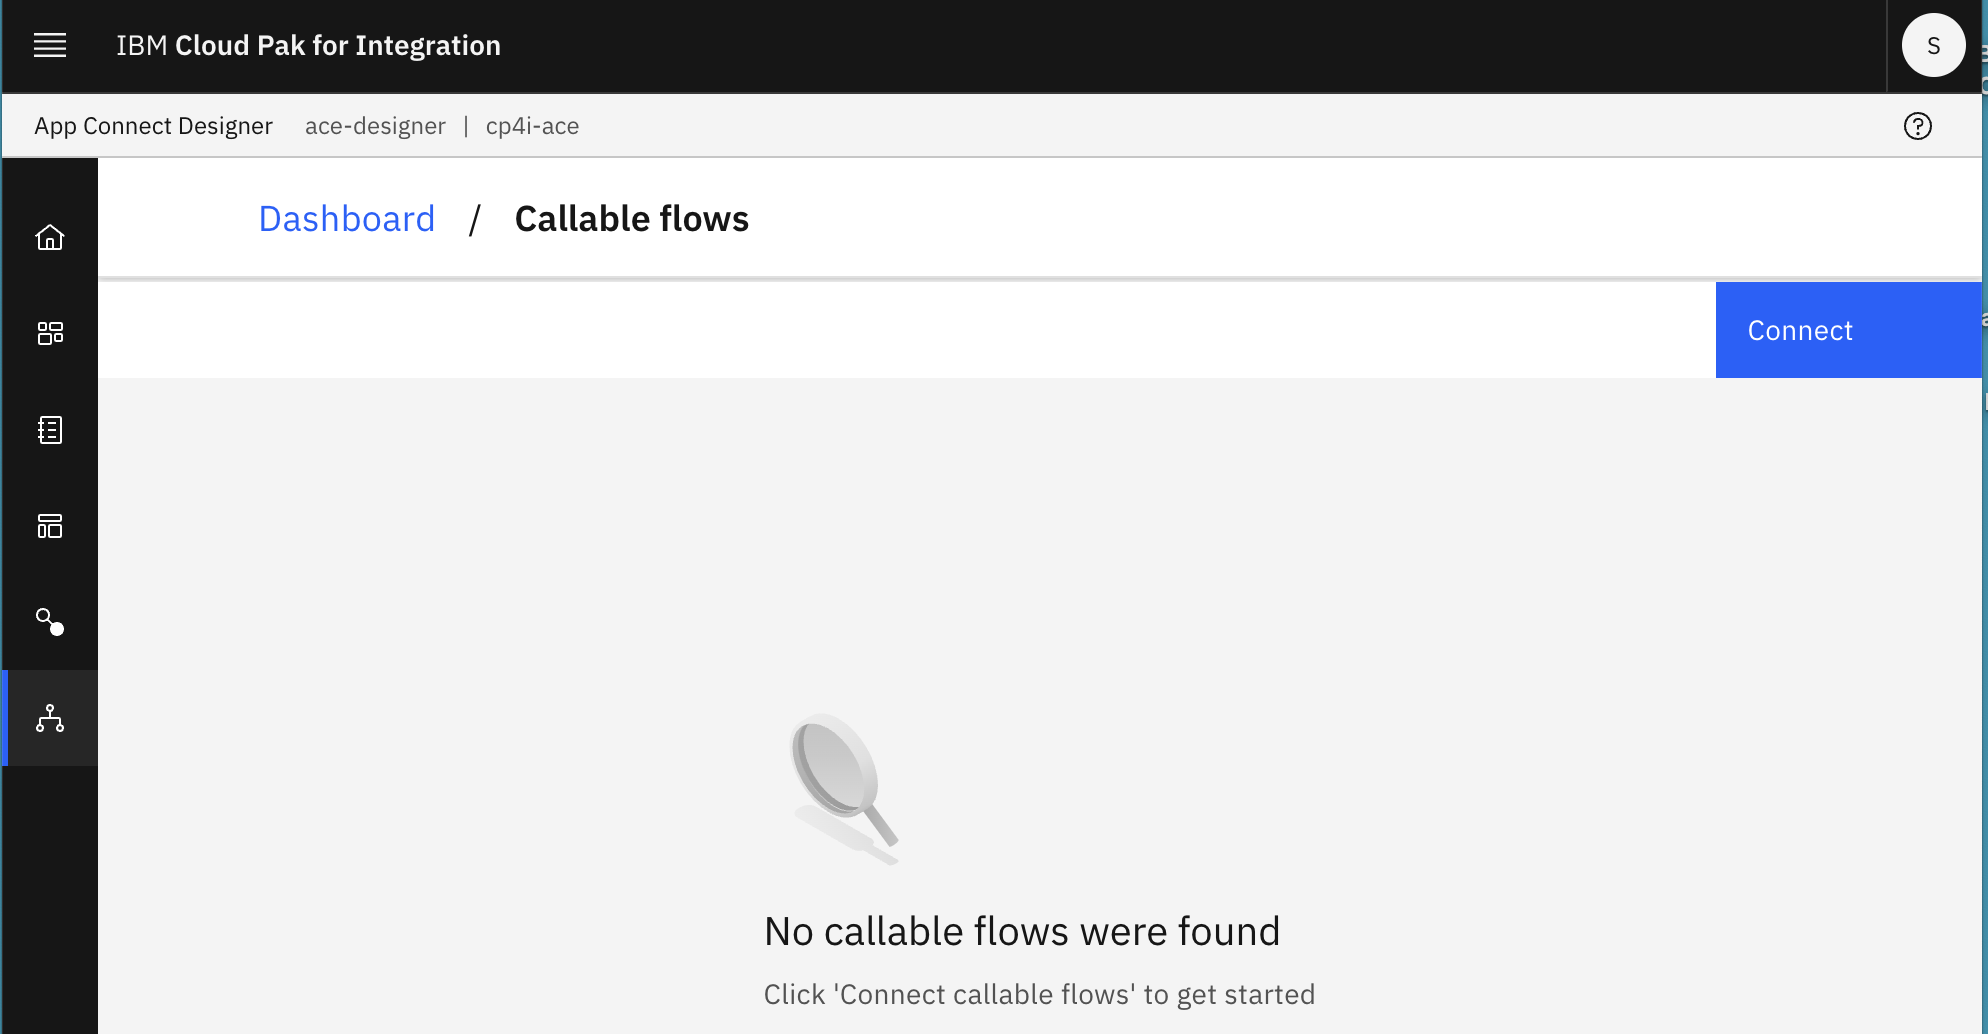 IBM Cloud Pak for Integration
S
App Connect Designer ace-designer | cp4i-ace
Dashboard / Callable flows
Connect
No callable flows were found
Click 'Connect callable flows' to get started